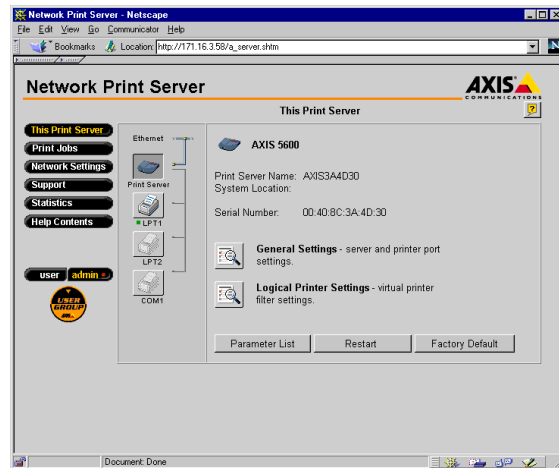 Network Print Server - Netscape
File Edit View Go Communicator Help
Bookmarks Location: http://171.16.3.58/a_server.shtm
N
Network Print Server
AXIS
COMMUNICATIONS
This Print Server
?
This Print Server
Print Jobs
Network Settings
Support
Statistics
Help Contents
user admin
USER
GROUP
Ethernet
Print Server
LPT1
LPT2
COM1
AXIS 5600
Print Server Name: AXIS3A4D30
System Location:
Serial Number: 00:40:8C:3A:4D:30
General Settings - server and printer port
settings.
Logical Printer Settings - virtual printer
filter settings.
Parameter List Restart Factory Default
Document: Done